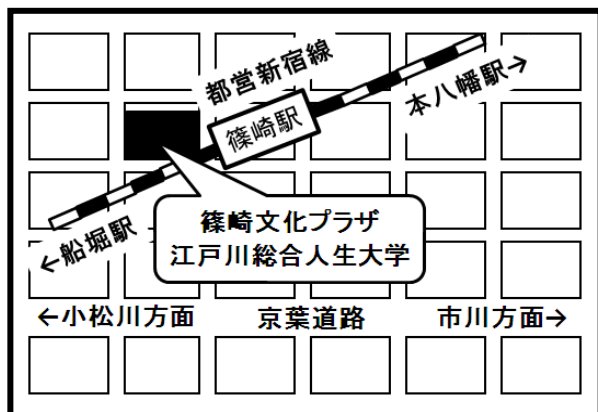 都営新宿線
本八幡駅→
篠崎駅
←船堀駅
篠崎文化プラザ
江戸川総合人生大学
←小松川方面
京葉道路
市川方面→